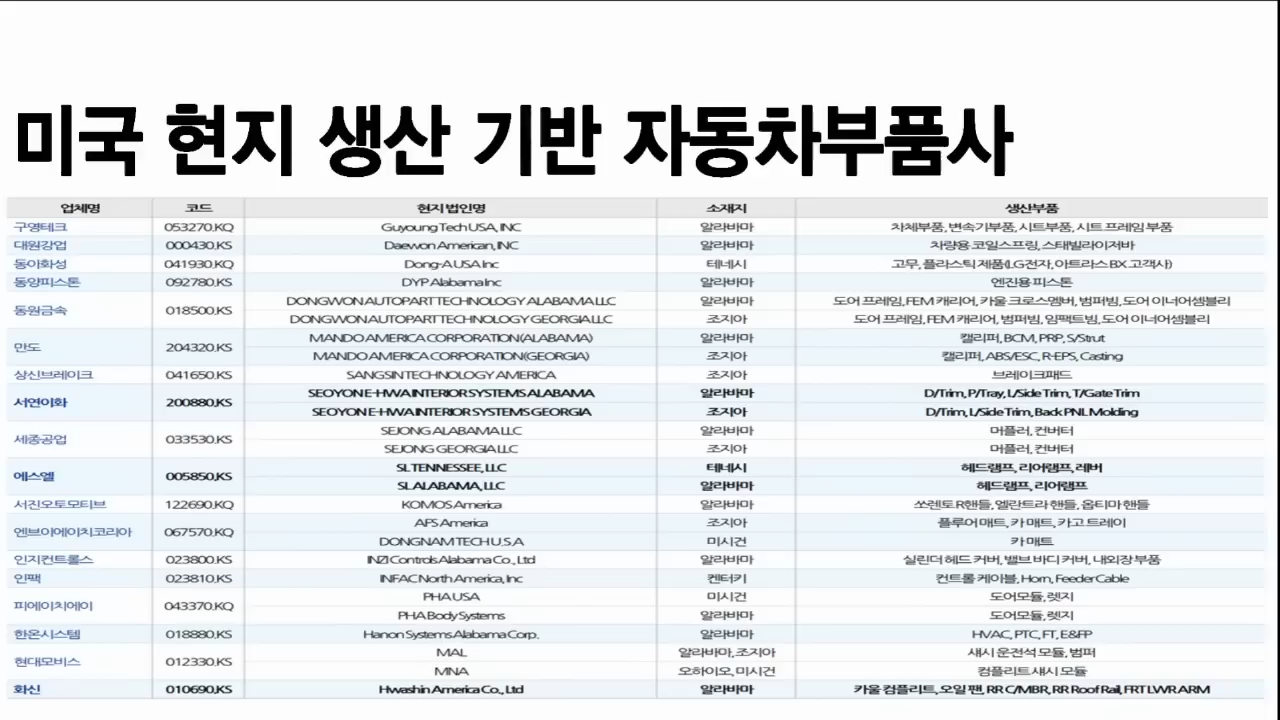 미국 현지 생산 기반 자동차부품사
업체명 코드 현지 법인명 소재지 생산부품
구영테크 053270.KQ Guyoung Tech USA, INC 알라바마 차체부품, 변속기부품, 시트부품, 시트 프레임 부품
대원강업 000430.KS Daewon American, INC 알라바마 차량용 코일스프링, 스태빌라이저바
동아화성 041930.KQ Dong-A USA Inc 테네시 고무, 플라스틱 제품(LG전자, 아트라스BX 고객사)
동양피스톤 092780.KS DYP Alabama Inc 알라바마 엔진용 피스톤
동원금속 018500.KS DONGWON AUTOPART TECHNOLOGY ALABAMA LLC 알라바마 도어 프레임, FEM 캐리어, 카울 크로스멤버, 범퍼빔, 도어 이너어셈블리
DONGWON AUTOPART TECHNOLOGY GEORGIA LLC 조지아 도어 프레임, FEM 캐리어, 범퍼빔, 임팩트빔, 도어 이너어셈블리
만도 204320.KS MANDO AMERICA CORPORATION(ALABAMA) 알라바마 캘리퍼, BCM, PRP, S/Strut
MANDO AMERICA CORPORATION(GEORGIA) 조지아 캘리퍼, ABS/ESC, R-EPS, Casting
상신브레이크 041650.KS SANGSIN TECHNOLOGY AMERICA 조지아 브레이크패드
서연이화 200880.KS SEOYON E-HWA INTERIOR SYSTEMS ALABAMA 알라바마 D/Trim, P/Tray, L/Side Trim, T/Gate Trim
SEOYON E-HWA INTERIOR SYSTEMS GEORGIA 조지아 D/Trim, L/Side Trim, Back PNL Molding
세종공업 033530.KS SEJONG ALABAMA LLC 알라바마 머플러, 컨버터
SEJONG GEORGIA LLC 조지아 머플러, 컨버터
에스엘 005850.KS SL TENNESSEE, LLC 테네시 헤드램프, 리어램프, 레버
SL ALABAMA, LLC 알라바마 헤드램프, 리어램프
서진오토모티브 122690.KQ KOMOS America 알라바마 쏘렌토 R핸들, 엘란트라 핸들, 옵티마 핸들
엔브이에이치코리아 067570.KQ APS America 조지아 플루어 매트, 카 매트, 카고 트레이
DONGNAM TECH U.S.A 미시건 카 매트
인지컨트롤스 023800.KS INZI Controls Alabama Co., Ltd 알라바마 실린더 헤드 커버, 밸브 바디 커버, 내외장 부품
인팩 023810.KS INFAC North America, Inc 켄터키 컨트롤 케이블, Horn, Feeder Cable
피에이치에이 043370.KQ PHA USA 미시건 도어모듈, 렛지
PHA Body Systems 알라바마 도어모듈, 렛지
한온시스템 018880.KS Hanon Systems Alabama Corp. 알라바마 HVAC, PTC, FT, E&FP
현대모비스 012330.KS MAL 알라바마, 조지아 섀시 운전석 모듈, 범퍼
MNA 오하이오, 미시건 컴플리트 섀시 모듈
화신 010690.KS Hwashin America Co., Ltd 알라바마 카울 컴플리트, 오일 팬, RR C/MBR, RR Roof Rail, FRT LWR ARM